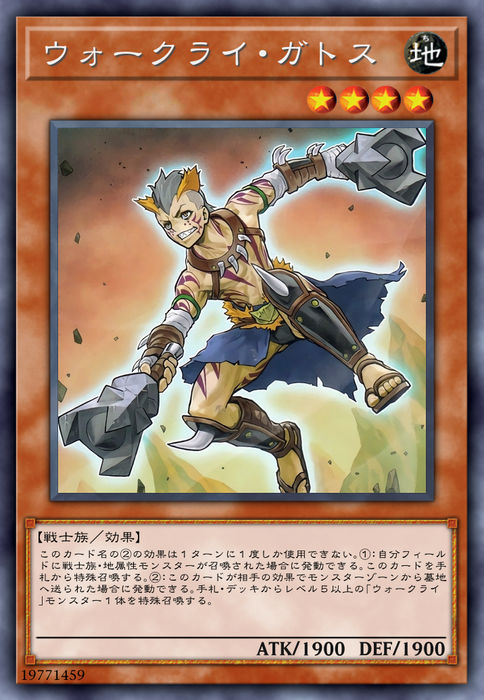 ウォークライ・ガトス
ち
地
【戦士族／効果】
このカード名の②の効果は１ターンに１度しか使用できない。①：自分フィール
ドに戦士族・地属性モンスターが召喚された場合に発動できる。このカードを手
札から特殊召喚する。②：このカードが相手の効果でモンスターゾーンから墓地
へ送られた場合に発動できる。手札・デッキからレベル５以上の「ウォークライ
」モンスター１体を特殊召喚する。
ATK/1900 DEF/1900
19771459